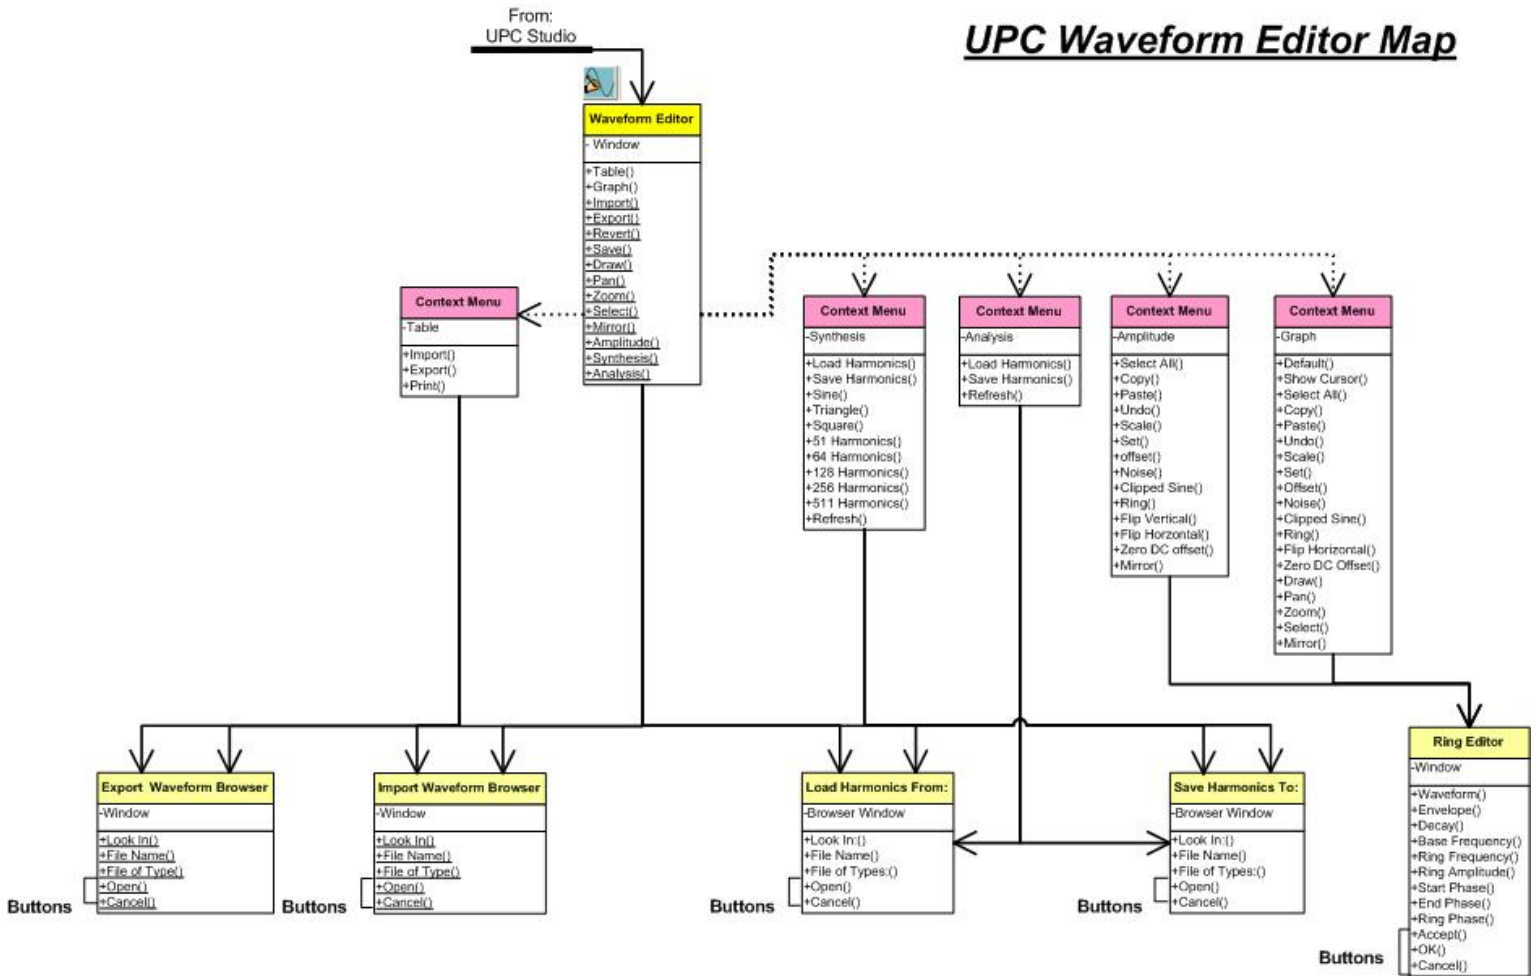 From:
UPC Studio
UPC Waveform Editor Map
Waveform Editor
- Window
+Table()
+Graph()
+Import()
+Export()
+Revert()
+Save()
+Draw()
+Pan()
+Zoom()
+Select()
+Mirror()
+Amplitude()
+Synthesis()
+Analysis()
Context Menu
-Table
+Import()
+Export()
+Print()
Context Menu
-Synthesis
+Load Harmonics()
+Save Harmonics()
+Sine()
+Triangle()
+Square()
+51 Harmonics()
+64 Harmonics()
+128 Harmonics()
+256 Harmonics()
+511 Harmonics()
+Refresh()
Context Menu
-Analysis
+Load Harmonics()
+Save Harmonics()
+Refresh()
Context Menu
-Amplitude
+Select All()
+Copy()
+Paste()
+Undo()
+Scale()
+Set()
+offset()
+Noise()
+Clipped Sine()
+Ring()
+Flip Vertical()
+Flip Horzontal()
+Zero DC offset()
+Mirror()
Context Menu
-Graph
+Default()
+Show Cursor()
+Select All()
+Copy()
+Paste()
+Undo()
+Scale()
+Set()
+Offset()
+Noise()
+Clipped Sine()
+Ring()
+Flip Horizontal()
+Zero DC Offset()
+Draw()
+Pan()
+Zoom()
+Select()
+Mirror()
Export Waveform Browser
-Window
+Look In()
+File Name()
+File of Type()
+Open()
+Cancel()
Buttons
Import Waveform Browser
-Window
+Look In()
+File Name()
+File of Type()
+Open()
+Cancel()
Buttons
Load Harmonics From:
-Browser Window
+Look In:()
+File Name()
+File of Types:()
+Open()
+Cancel()
Buttons
Save Harmonics To:
-Browser Window
+Look In:()
+File Name()
+File of Types:()
+Open()
+Cancel()
Buttons
Ring Editor
-Window
+Waveform()
+Envelope()
+Decay()
+Base Frequency()
+Ring Frequency()
+Ring Amplitude()
+Start Phase()
+End Phase()
+Ring Phase()
+Accept()
+OK()
+Cancel()
Buttons